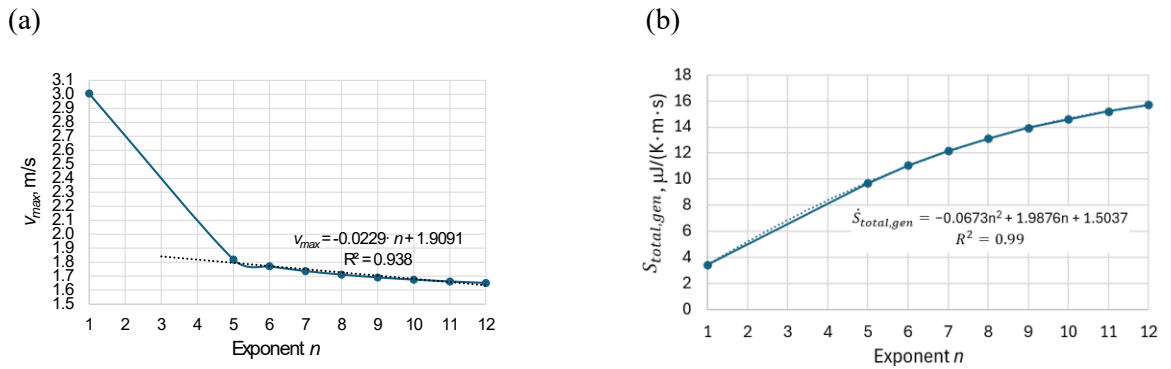 (a)
(b)
3.1
3.0
2.9
2.8
2.7
2.6
2.5
2.4
2.3
2.2
2.1
2.0
1.9
1.8
1.7
1.6
1.5
v_max, m/s
v_max = -0.0229· n + 1.9091
R² = 0.938
1 2 3 4 5 6 7 8 9 10 11 12
Exponent n
18
16
14
12
10
8
6
4
2
0
S_total,gen, µJ/(K·m·s)
Ṡ_total,gen = −0.0673n² + 1.9876n + 1.5037
R² = 0.99
1 2 3 4 5 6 7 8 9 10 11 12
Exponent n